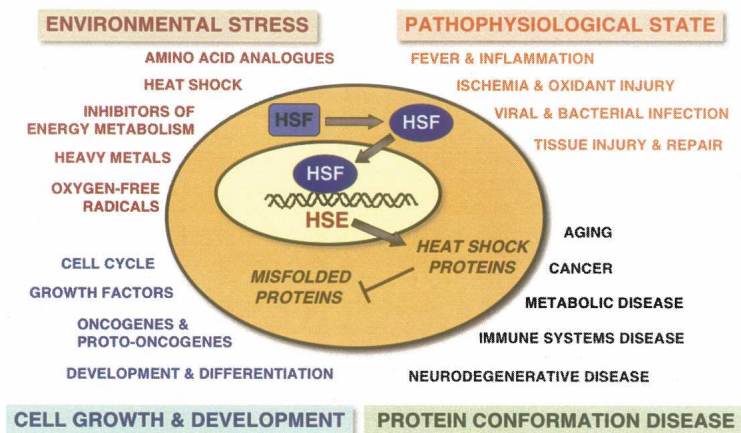 ENVIRONMENTAL STRESS
AMINO ACID ANALOGUES
HEAT SHOCK
INHIBITORS OF
ENERGY METABOLISM
HEAVY METALS
OXYGEN-FREE
RADICALS
PATHOPHYSIOLOGICAL STATE
FEVER & INFLAMMATION
ISCHEMIA & OXIDANT INJURY
VIRAL & BACTERIAL INFECTION
TISSUE INJURY & REPAIR
HSF
HSF
HSF
HSE
HEAT SHOCK
PROTEINS
MISFOLDED
PROTEINS
CELL CYCLE
GROWTH FACTORS
ONCOGENES &
PROTO-ONCOGENES
DEVELOPMENT & DIFFERENTIATION
CELL GROWTH & DEVELOPMENT
AGING
CANCER
METABOLIC DISEASE
IMMUNE SYSTEMS DISEASE
NEURODEGENERATIVE DISEASE
PROTEIN CONFORMATION DISEASE